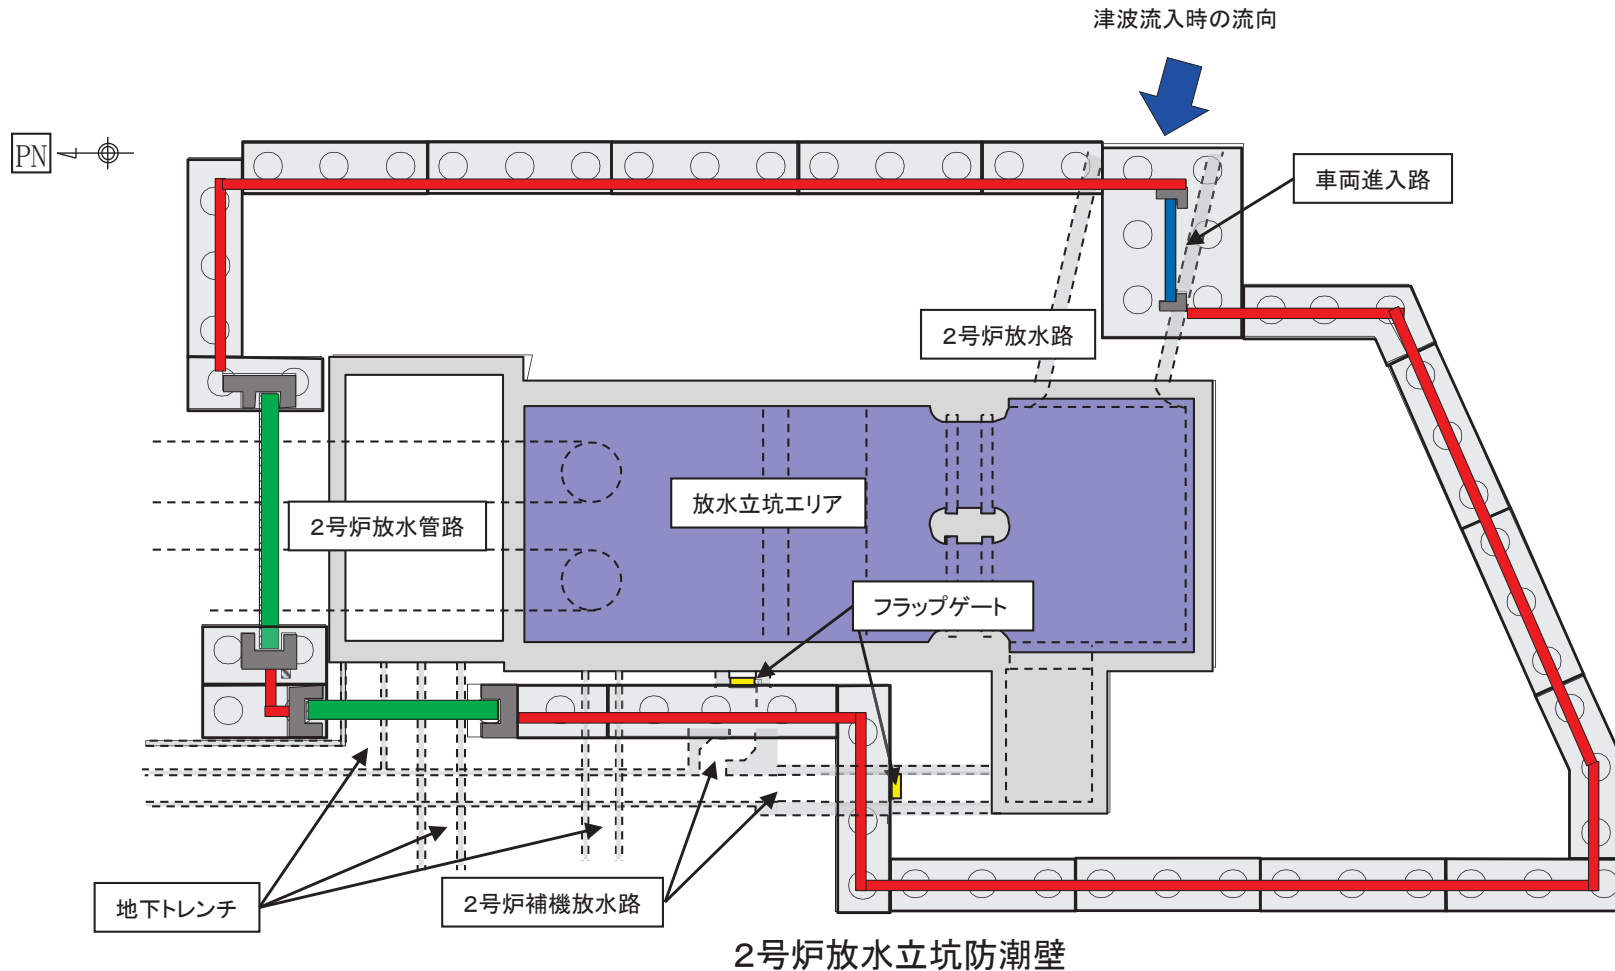 津波流入時の流向
PN
車両進入路
2号炉放水路
放水立坑エリア
2号炉放水管路
フラップゲート
地下トレンチ
2号炉補機放水路
2号炉放水立坑防潮壁